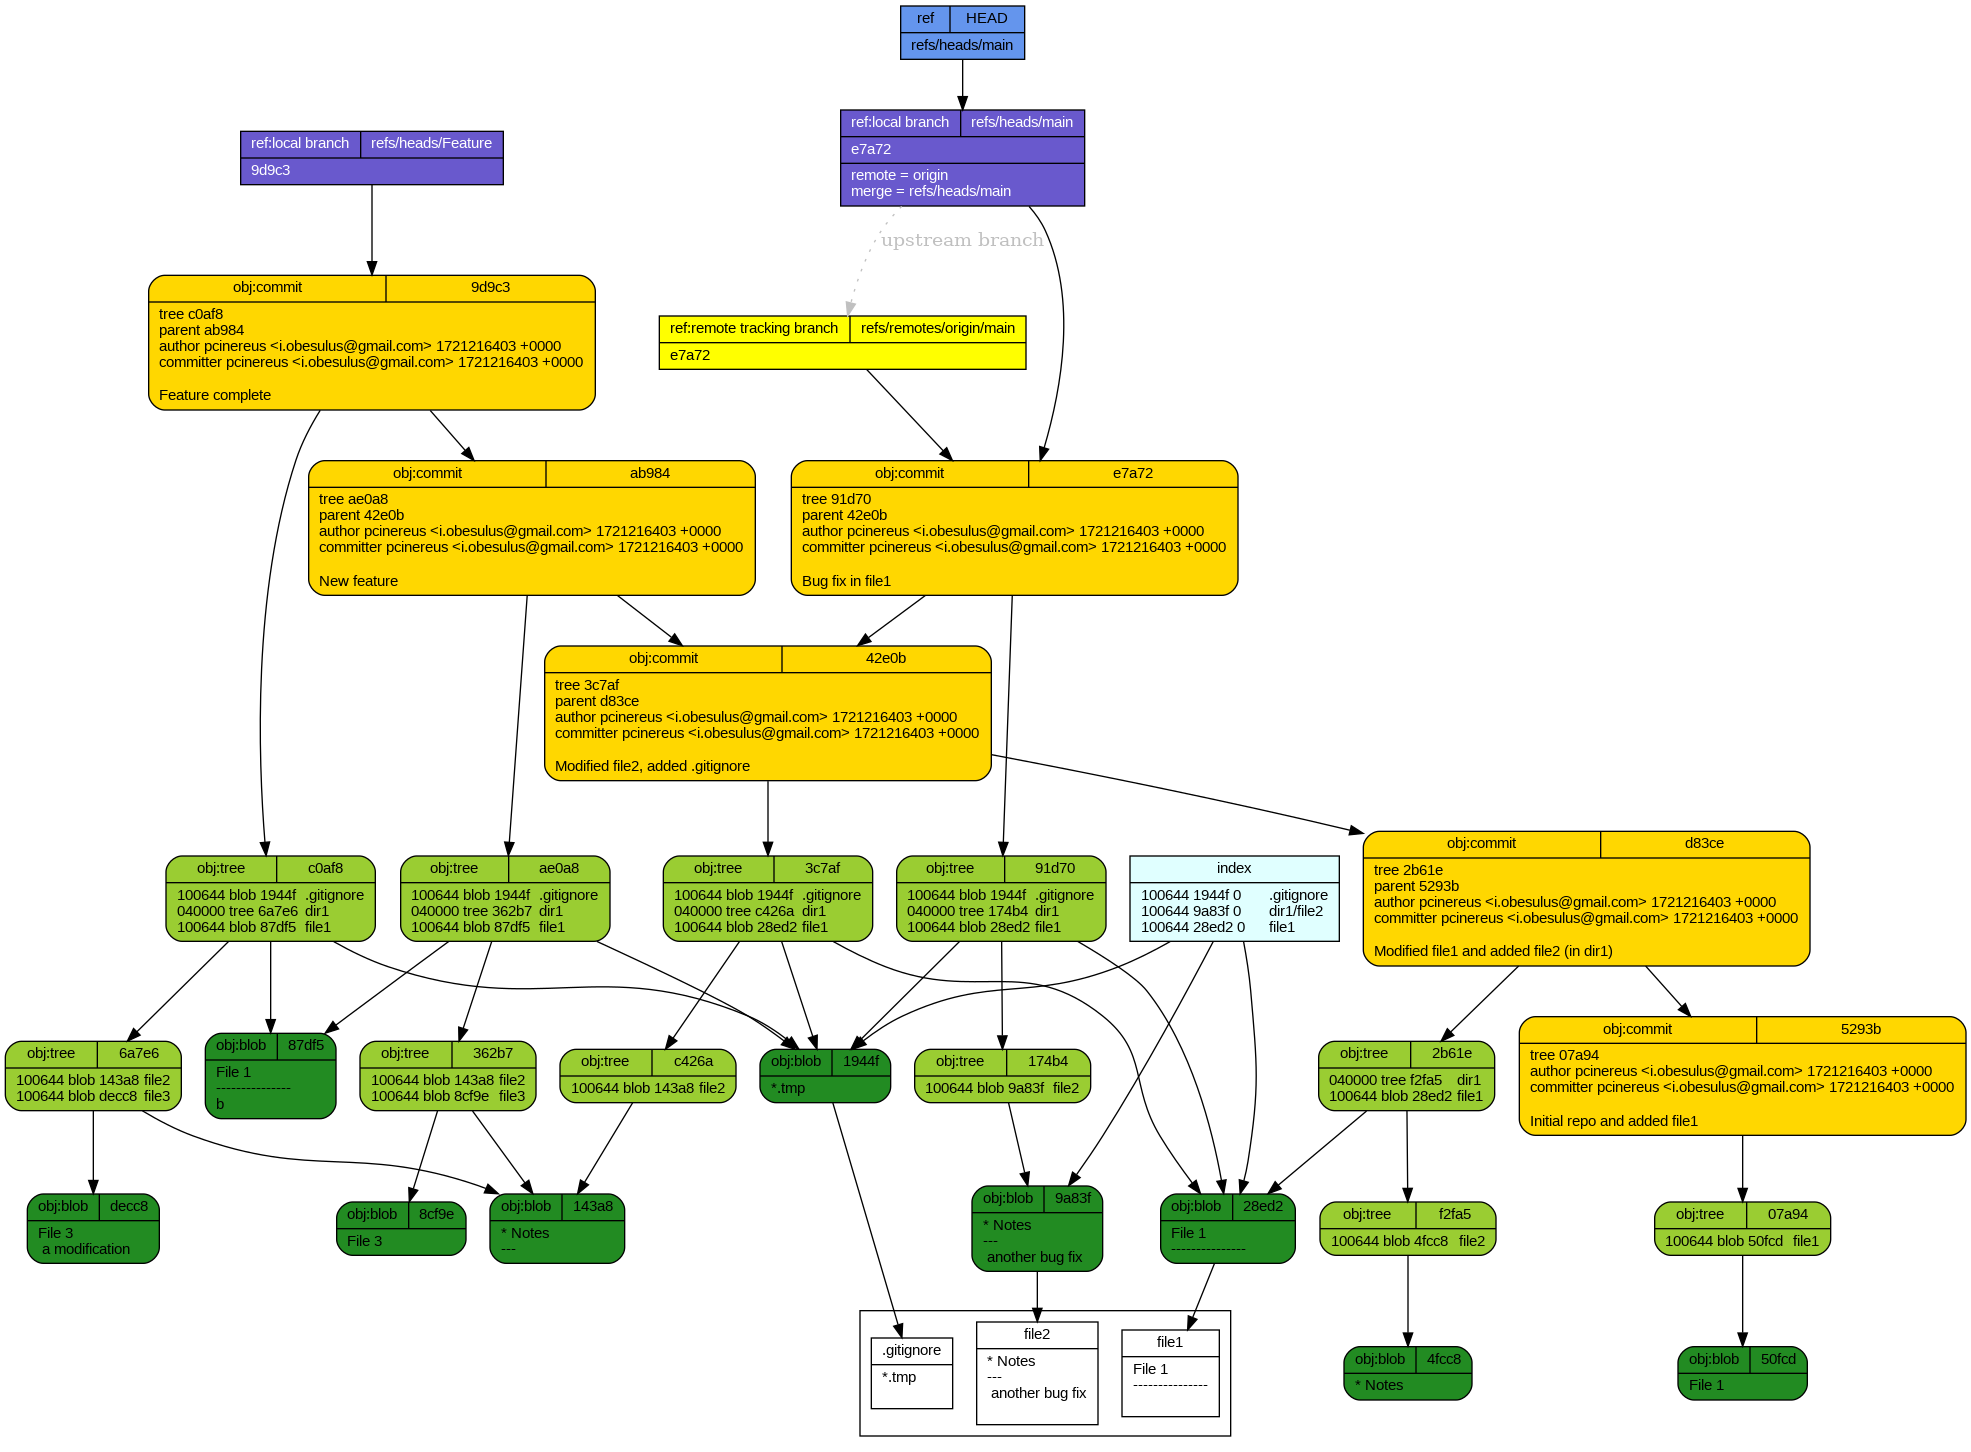 ref HEAD
refs/heads/main
ref:local branch refs/heads/main
e7a72
remote = origin
merge = refs/heads/main
ref:local branch refs/heads/Feature
9d9c3
upstream branch
obj:commit 9d9c3
tree c0af8
parent ab984
author pcinereus <i.obesulus@gmail.com> 1721216403 +0000
committer pcinereus <i.obesulus@gmail.com> 1721216403 +0000
Feature complete
ref:remote tracking branch refs/remotes/origin/main
e7a72
obj:commit ab984
tree ae0a8
parent 42e0b
author pcinereus <i.obesulus@gmail.com> 1721216403 +0000
committer pcinereus <i.obesulus@gmail.com> 1721216403 +0000
New feature
obj:commit e7a72
tree 91d70
parent 42e0b
author pcinereus <i.obesulus@gmail.com> 1721216403 +0000
committer pcinereus <i.obesulus@gmail.com> 1721216403 +0000
Bug fix in file1
obj:commit 42e0b
tree 3c7af
parent d83ce
author pcinereus <i.obesulus@gmail.com> 1721216403 +0000
committer pcinereus <i.obesulus@gmail.com> 1721216403 +0000
Modified file2, added .gitignore
obj:tree c0af8
100644 blob 1944f .gitignore
040000 tree 6a7e6 dir1
100644 blob 87df5 file1
obj:tree ae0a8
100644 blob 1944f .gitignore
040000 tree 362b7 dir1
100644 blob 87df5 file1
obj:tree 3c7af
100644 blob 1944f .gitignore
040000 tree c426a dir1
100644 blob 28ed2 file1
obj:tree 91d70
100644 blob 1944f .gitignore
040000 tree 174b4 dir1
100644 blob 28ed2 file1
index
100644 1944f 0 .gitignore
100644 9a83f 0 dir1/file2
100644 28ed2 0 file1
obj:commit d83ce
tree 2b61e
parent 5293b
author pcinereus <i.obesulus@gmail.com> 1721216403 +0000
committer pcinereus <i.obesulus@gmail.com> 1721216403 +0000
Modified file1 and added file2 (in dir1)
obj:tree 6a7e6
100644 blob 143a8 file2
100644 blob decc8 file3
obj:blob 87df5
File 1
---------------
b
obj:tree 362b7
100644 blob 143a8 file2
100644 blob 8cf9e file3
obj:tree c426a
100644 blob 143a8 file2
obj:blob 1944f
*.tmp
obj:tree 174b4
100644 blob 9a83f file2
obj:tree 2b61e
040000 tree f2fa5 dir1
100644 blob 28ed2 file1
obj:commit 5293b
tree 07a94
author pcinereus <i.obesulus@gmail.com> 1721216403 +0000
committer pcinereus <i.obesulus@gmail.com> 1721216403 +0000
Initial repo and added file1
obj:blob decc8
File 3
a modification
obj:blob 8cf9e
File 3
obj:blob 143a8
* Notes
---
obj:blob 9a83f
* Notes
---
another bug fix
obj:blob 28ed2
File 1
---------------
obj:tree f2fa5
100644 blob 4fcc8 file2
obj:tree 07a94
100644 blob 50fcd file1
.gitignore
*.tmp
file2
* Notes
---
another bug fix
file1
File 1
---------------
obj:blob 4fcc8
* Notes
obj:blob 50fcd
File 1